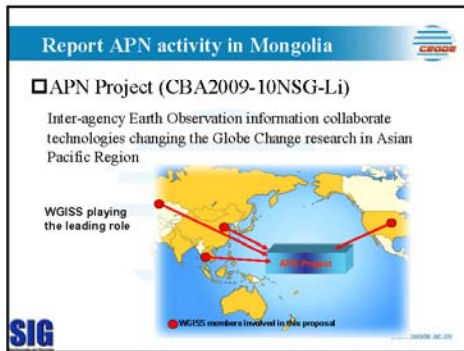 Report APN activity in Mongolia
CEODE
APN Project (CBA2009-10NSG-Li)
Inter-agency Earth Observation information collaborate
technologies changing the Globe Change research in Asian
Pacific Region
WGISS playing
the leading role
APN Project
WGISS members involved in this proposal
SIG